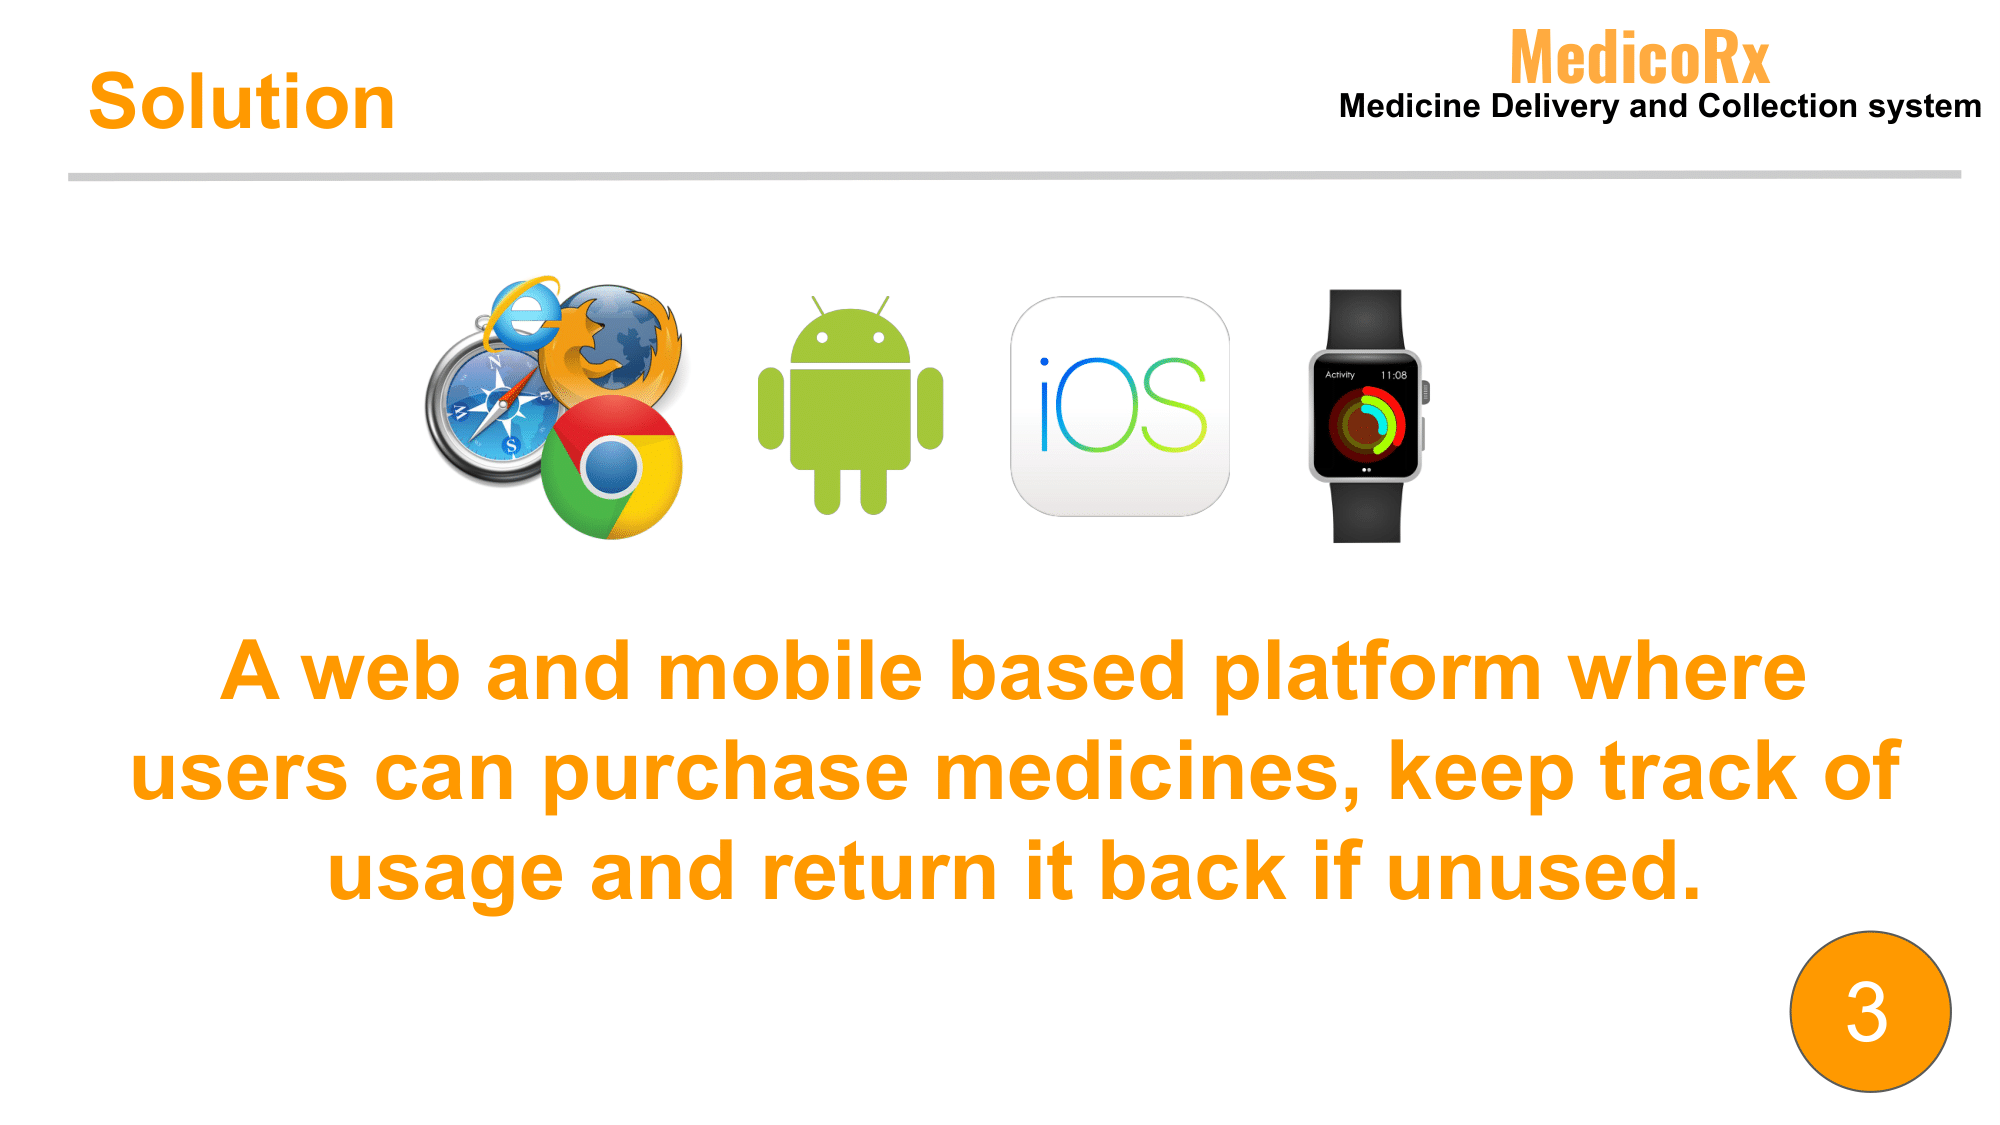 Solution
MedicoRx
Medicine Delivery and Collection system
N
E
W
S
iOS
Activity 11:08
A web and mobile based platform where
users can purchase medicines, keep track of
usage and return it back if unused.
3